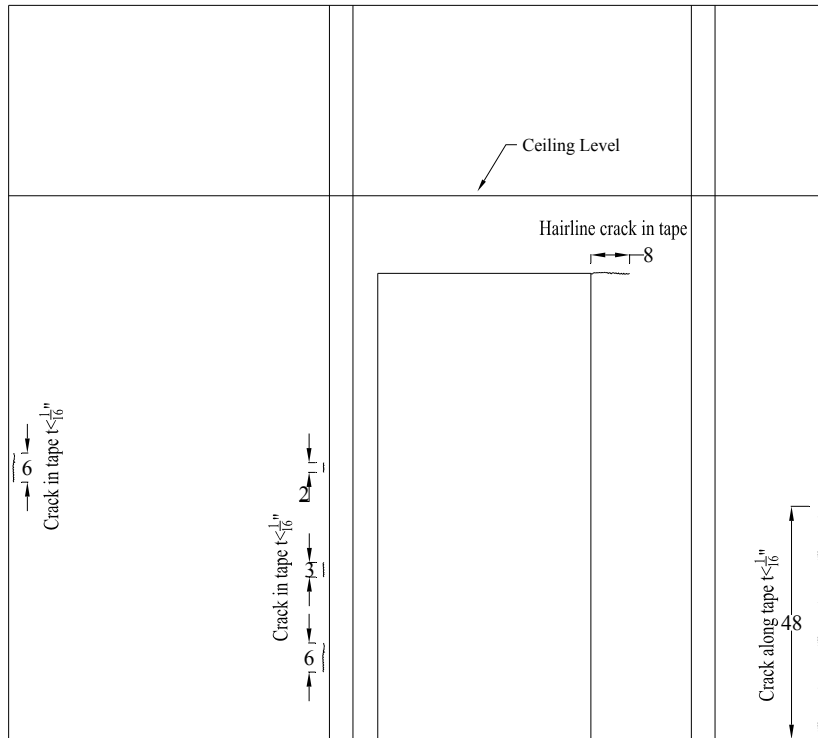 Ceiling Level
Hairline crack in tape
8
Crack in tape t<1/16"
6
Crack in tape t<1/16"
2
3
6
Crack along tape t<1/16"
48